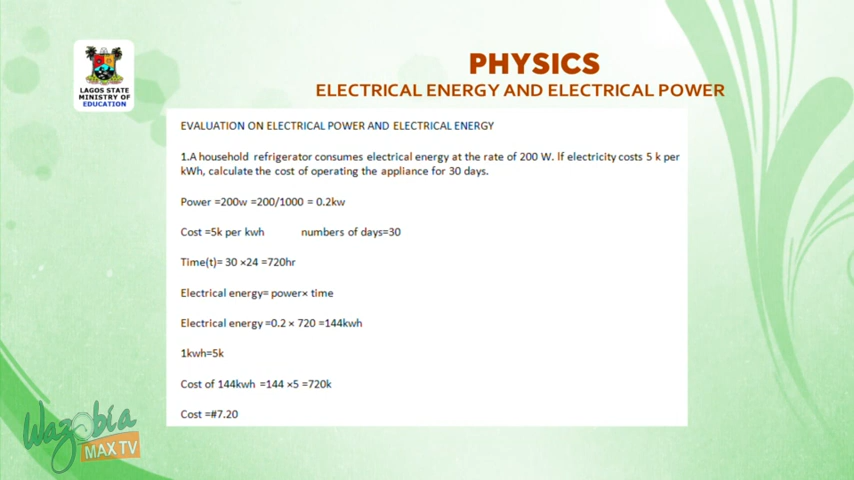 PHYSICS
ELECTRICAL ENERGY AND ELECTRICAL POWER
LAGOS STATE
MINISTRY OF
EDUCATION
EVALUATION ON ELECTRICAL POWER AND ELECTRICAL ENERGY
1.A household refrigerator consumes electrical energy at the rate of 200 W. If electricity costs 5 k per
kWh, calculate the cost of operating the appliance for 30 days.
Power =200w =200/1000 = 0.2kw
Cost =5k per kwh numbers of days=30
Time(t)= 30 ×24 =720hr
Electrical energy= power× time
Electrical energy =0.2 × 720 =144kwh
1kwh=5k
Cost of 144kwh =144 ×5 =720k
Cost =#7.20
Wazobia
MAX TV